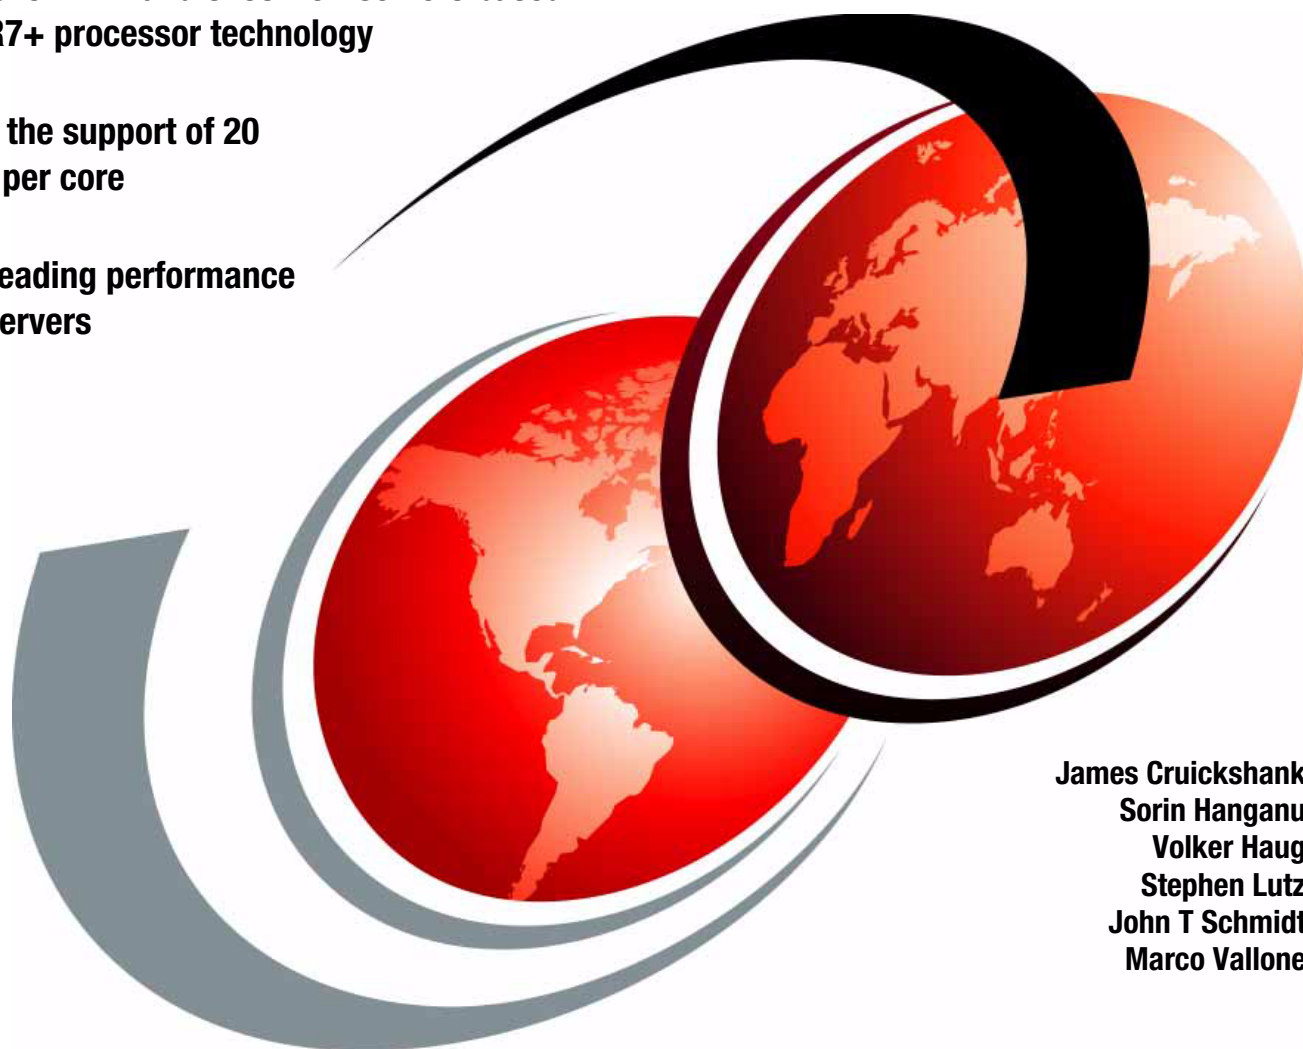 R7+ processor technology
the support of 20
per core
eading performance
ervers
James Cruickshank
Sorin Hanganu
Volker Haug
Stephen Lutz
John T Schmidt
Marco Vallone